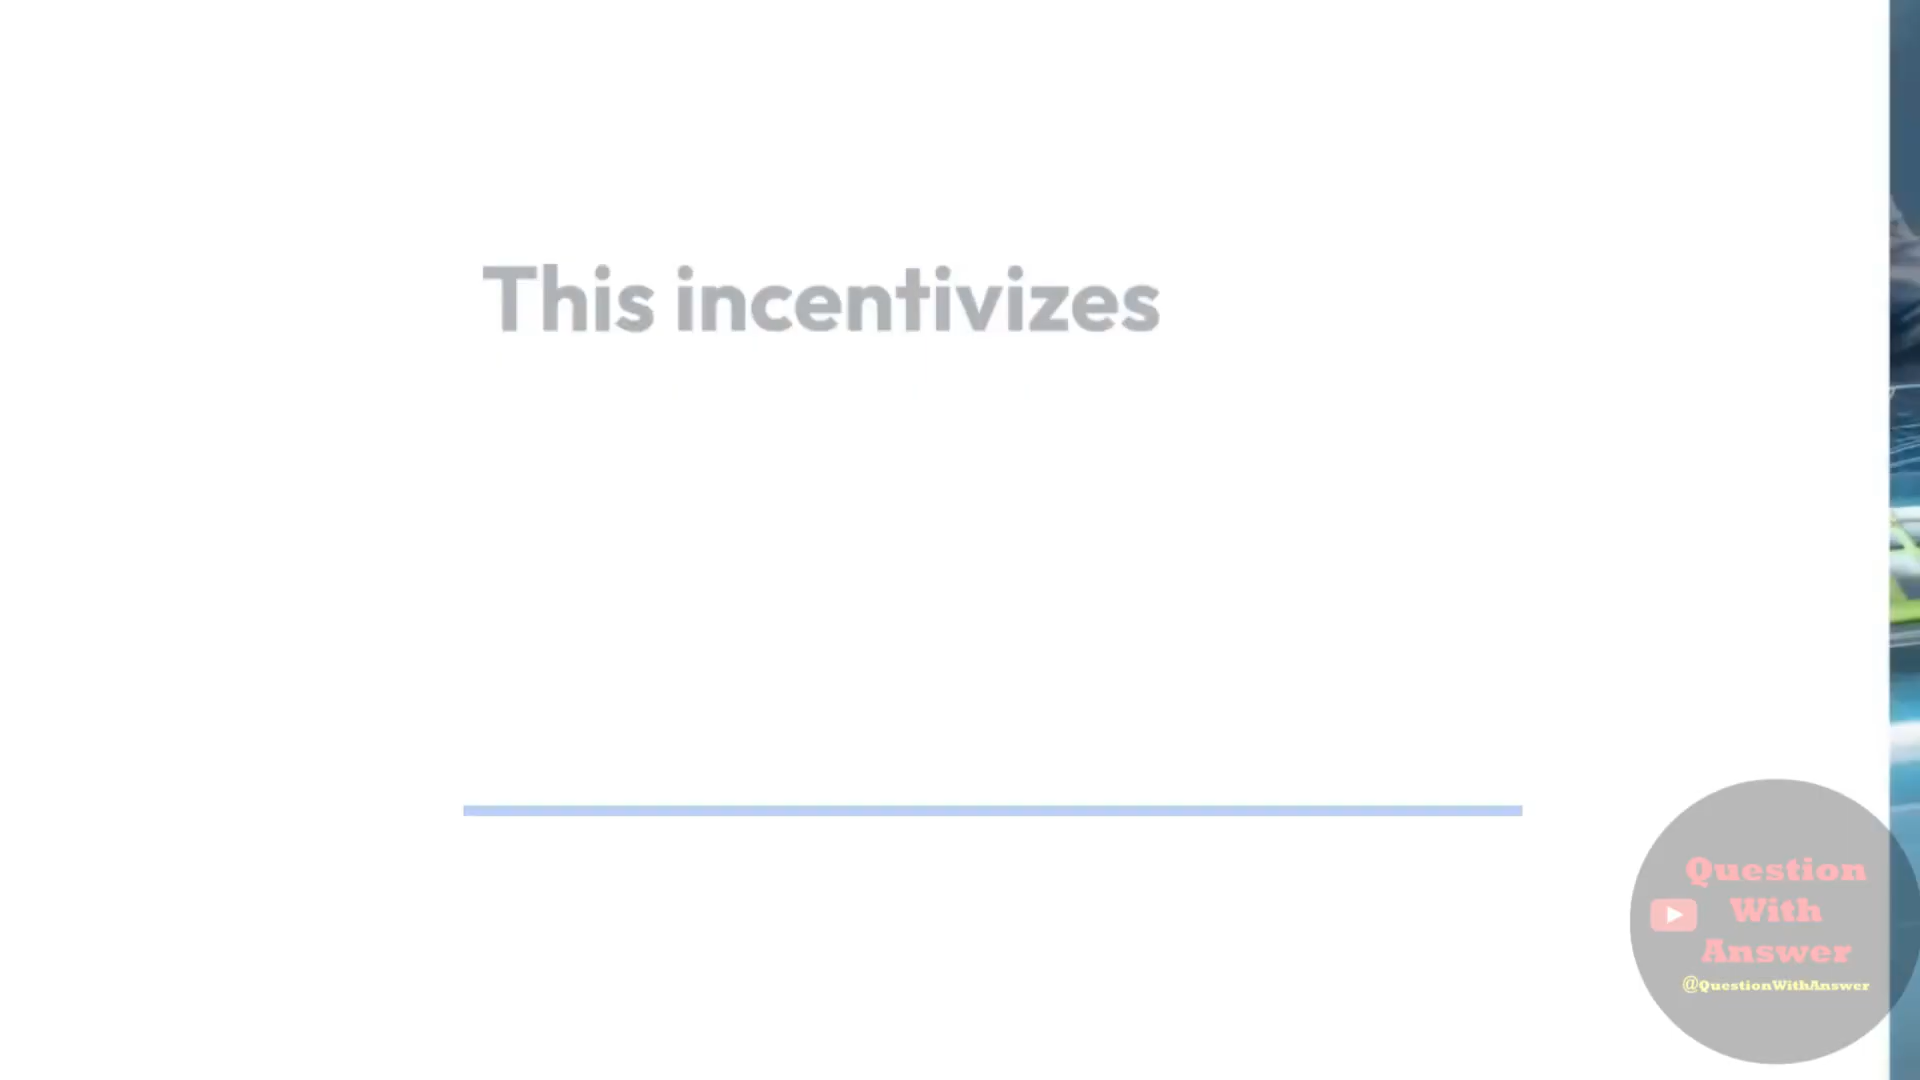 This incentivizes
Question
With
Answer
@QuestionWithAnswer